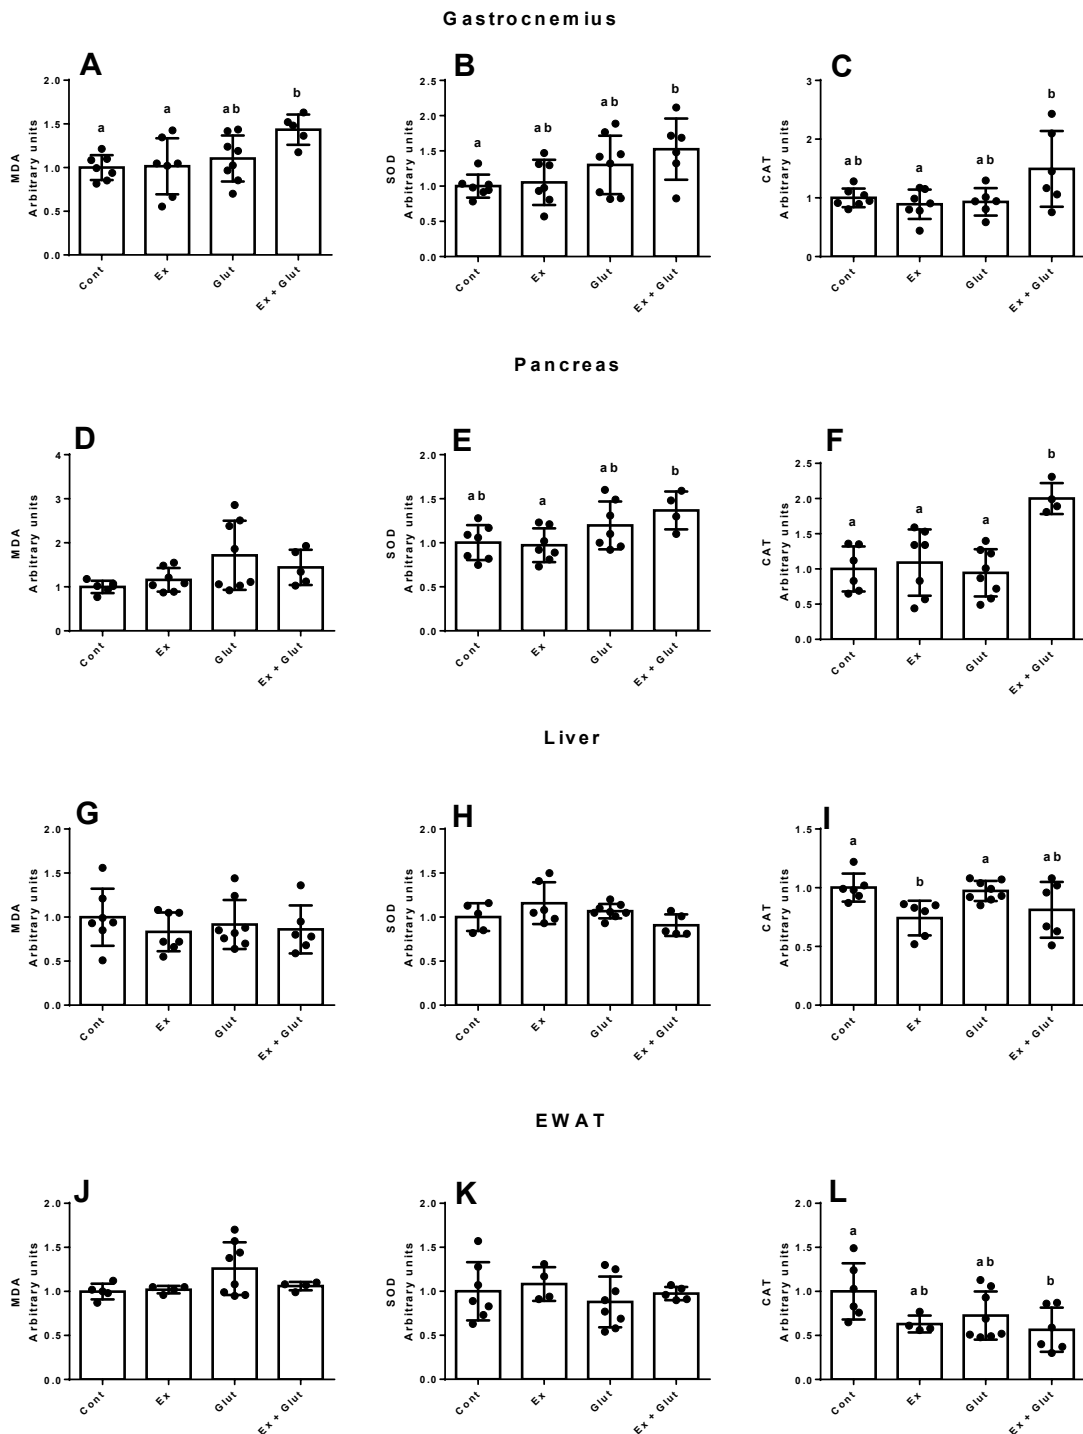 Gastrocnemius
A
B
C
MDA
Arbitrary units
2.0
1.5
1.0
0.5
0.0
a
a
a b
b
Cont
Ex
Glut
Ex + Glut
SOD
Arbitrary units
2.5
2.0
1.5
1.0
0.5
0.0
a
a b
a b
b
Cont
Ex
Glut
Ex + Glut
CAT
Arbitrary units
3
2
1
0
a b
a
a b
b
Cont
Ex
Glut
Ex + Glut
Pancreas
D
E
F
MDA
Arbitrary units
4
3
2
1
0
Cont
Ex
Glut
Ex + Glut
SOD
Arbitrary units
2.0
1.5
1.0
0.5
0.0
a b
a
a b
b
Cont
Ex
Glut
Ex + Glut
CAT
Arbitrary units
2.5
2.0
1.5
1.0
0.5
0.0
a
a
a
b
Cont
Ex
Glut
Ex + Glut
Liver
G
H
I
MDA
Arbitrary units
2.0
1.5
1.0
0.5
0.0
Cont
Ex
Glut
Ex + Glut
SOD
Arbitrary units
2.0
1.5
1.0
0.5
0.0
Cont
Ex
Glut
Ex + Glut
CAT
Arbitrary units
1.5
1.0
0.5
0.0
a
b
a
a b
Cont
Ex
Glut
Ex + Glut
EWAT
J
K
L
MDA
Arbitrary units
2.0
1.5
1.0
0.5
0.0
Cont
Ex
Glut
Ex + Glut
SOD
Arbitrary units
2.0
1.5
1.0
0.5
0.0
Cont
Ex
Glut
Ex + Glut
CAT
Arbitrary units
2.0
1.5
1.0
0.5
0.0
a
a b
a b
b
Cont
Ex
Glut
Ex + Glut